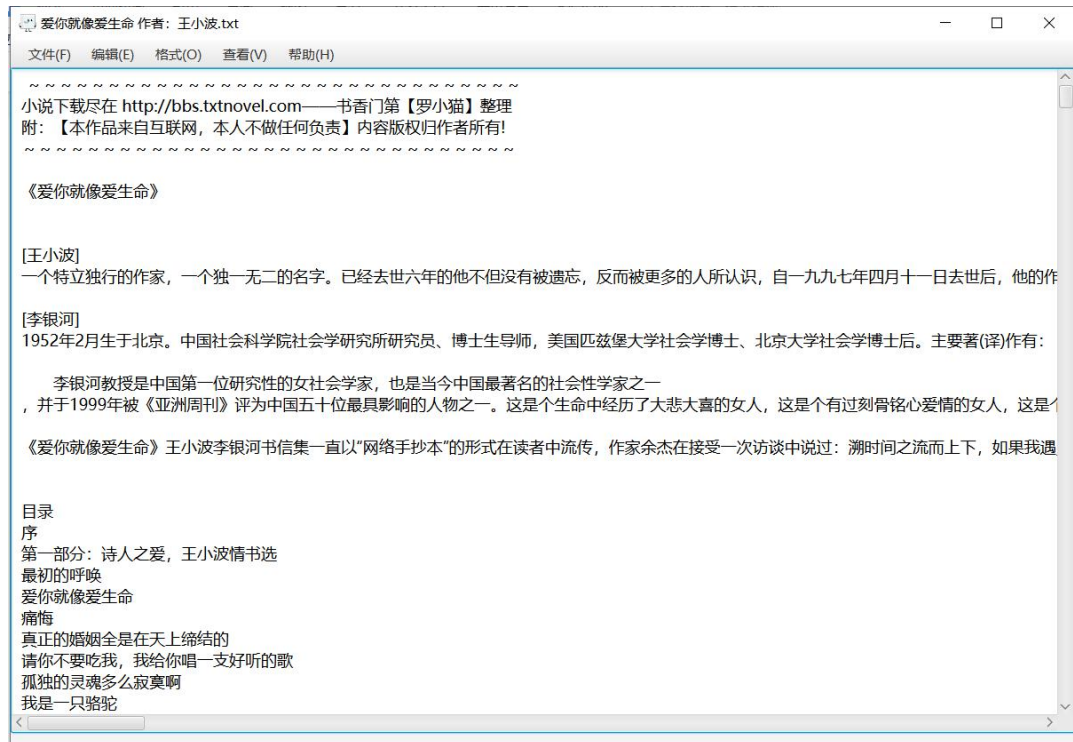 爱你就像爱生命 作者：王小波.txt
文件(F) 编辑(E) 格式(O) 查看(V) 帮助(H)
~ ~ ~ ~ ~ ~ ~ ~ ~ ~ ~ ~ ~ ~ ~ ~ ~ ~ ~ ~ ~ ~ ~ ~ ~ ~ ~ ~ ~ ~ ~
小说下载尽在 http://bbs.txtnovel.com——书香门第【罗小猫】整理
附：【本作品来自互联网，本人不做任何负责】内容版权归作者所有!
~ ~ ~ ~ ~ ~ ~ ~ ~ ~ ~ ~ ~ ~ ~ ~ ~ ~ ~ ~ ~ ~ ~ ~ ~ ~ ~ ~ ~ ~ ~
《爱你就像爱生命》
[王小波]
一个特立独行的作家，一个独一无二的名字。已经去世六年的他不但没有被遗忘，反而被更多的人所认识，自一九九七年四月十一日去世后，他的作
[李银河]
1952年2月生于北京。中国社会科学院社会学研究所研究员、博士生导师，美国匹兹堡大学社会学博士、北京大学社会学博士后。主要著(译)作有：
李银河教授是中国第一位研究性的女社会学家，也是当今中国最著名的社会性学家之一
，并于1999年被《亚洲周刊》评为中国五十位最具影响的人物之一。这是个生命中经历了大悲大喜的女人，这是个有过刻骨铭心爱情的女人，这是个
《爱你就像爱生命》王小波李银河书信集一直以“网络手抄本”的形式在读者中流传，作家余杰在接受一次访谈中说过：溯时间之流而上下，如果我遇
目录
序
第一部分：诗人之爱，王小波情书选
最初的呼唤
爱你就像爱生命
痛悔
真正的婚姻全是在天上缔结的
请你不要吃我，我给你唱一支好听的歌
孤独的灵魂多么寂寞啊
我是一只骆驼